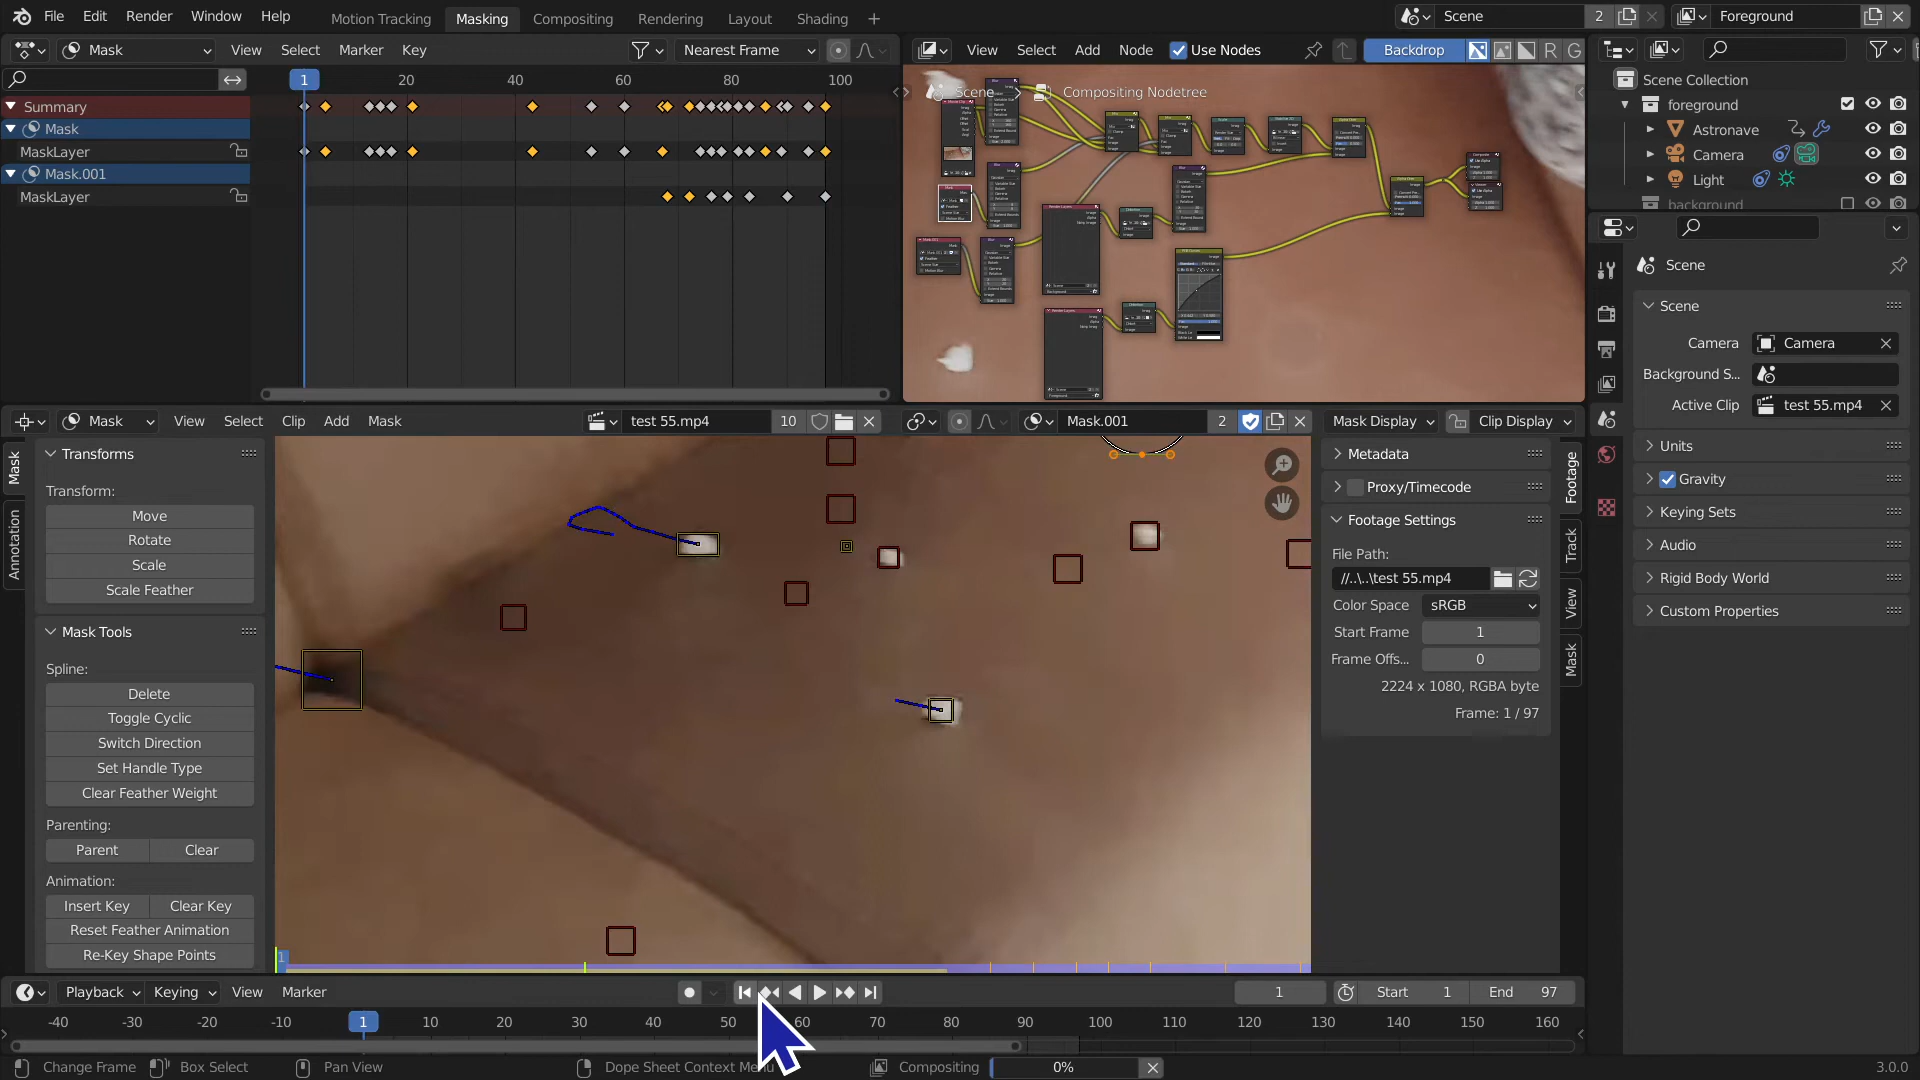 File Edit Render Window Help Motion Tracking Masking Compositing Rendering Layout Shading + Scene 2 Foreground
Mask View Select Marker Key Nearest Frame View Select Add Node Use Nodes Backdrop R G
1 20 40 60 80 100
Summary
Mask
MaskLayer
Mask.001
MaskLayer
Scene > Compositing Nodetree
Scene Collection
foreground
Astronave
Camera
Light
background
Scene
Scene
Camera Camera
Background S...
Active Clip test 55.mp4
Units
Gravity
Keying Sets
Audio
Rigid Body World
Custom Properties
Mask View Select Clip Add Mask test 55.mp4 10 Mask.001 2 Mask Display Clip Display
Mask
Annotation
Transforms
Transform:
Move
Rotate
Scale
Scale Feather
Mask Tools
Spline:
Delete
Toggle Cyclic
Switch Direction
Set Handle Type
Clear Feather Weight
Parenting:
Parent Clear
Animation:
Insert Key Clear Key
Reset Feather Animation
Re-Key Shape Points
1
Metadata
Proxy/Timecode
Footage Settings
File Path:
//..\..\test 55.mp4
Color Space sRGB
Start Frame 1
Frame Offs... 0
2224 x 1080, RGBA byte
Frame: 1 / 97
Footage
Track
View
Mask
Playback Keying View Marker 1 Start 1 End 97
-40 -30 -20 -10 1 10 20 30 40 50 60 70 80 90 100 110 120 130 140 150 160
Change Frame Box Select Pan View Dope Sheet Context Menu Compositing 0% 3.0.0